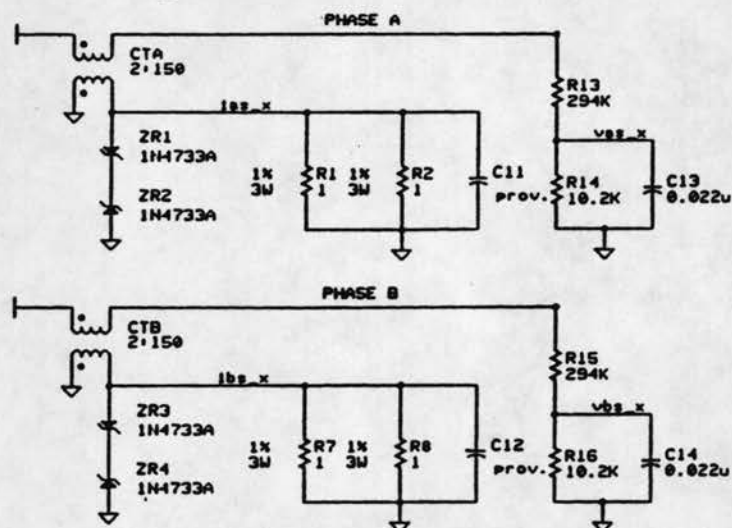 PHASE A
CTA
2:150
R13
294K
ias_x
vas_x
ZR1
1N4733A
1%
3W
R1
1
1%
3W
R2
1
C11
prov.
R14
10.2K
C13
0.022u
ZR2
1N4733A
PHASE B
CTB
2:150
R15
294K
ibs_x
vbs_x
ZR3
1N4733A
1%
3W
R7
1
1%
3W
R8
1
C12
prov.
R16
10.2K
C14
0.022u
ZR4
1N4733A